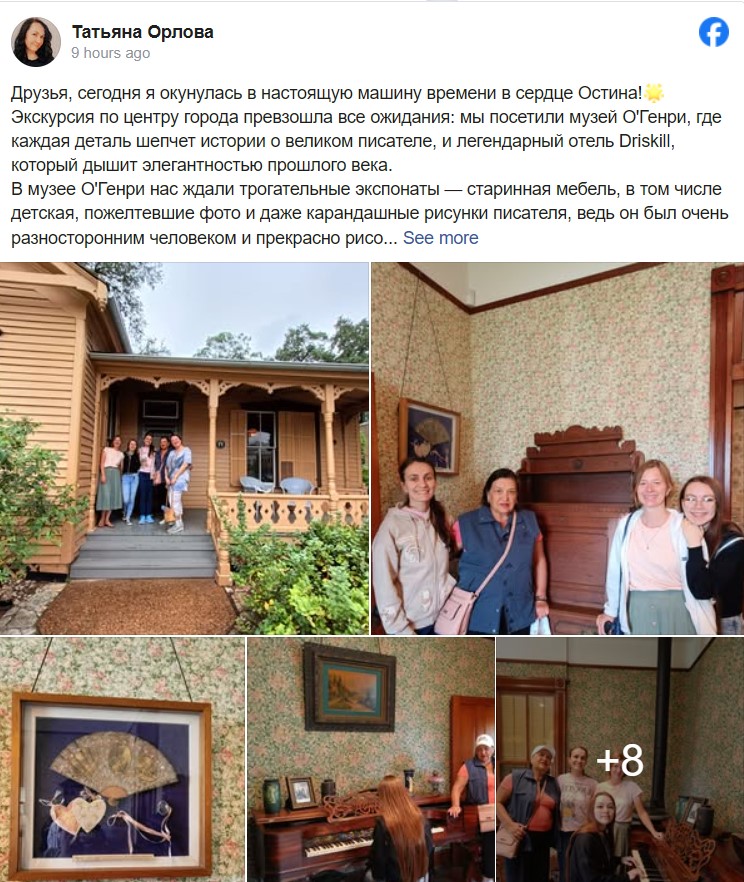 Татьяна Орлова
9 hours ago
Друзья, сегодня я окунулась в настоящую машину времени в сердце Остина!🌟
Экскурсия по центру города превзошла все ожидания: мы посетили музей О'Генри, где
каждая деталь шепчет истории о великом писателе, и легендарный отель Driskill,
который дышит элегантностью прошлого века.
В музее О'Генри нас ждали трогательные экспонаты — старинная мебель, в том числе
детская, пожелтевшие фото и даже карандашные рисунки писателя, ведь он был очень
разносторонним человеком и прекрасно рисо... See more
+8